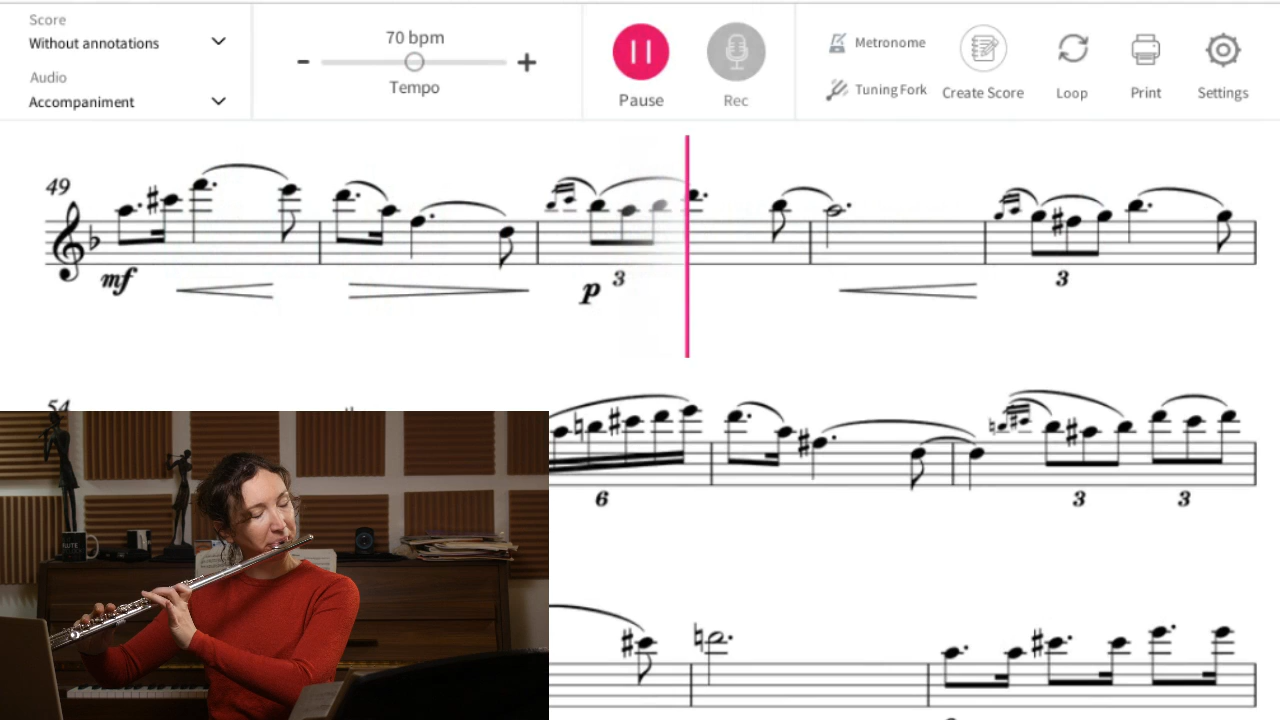 Score
Without annotations
Audio
Accompaniment
70 bpm
- +
Tempo
Pause
Rec
Metronome
Tuning Fork
Create Score
Loop
Print
Settings
49
mf
p
3
3
54
6
3
3